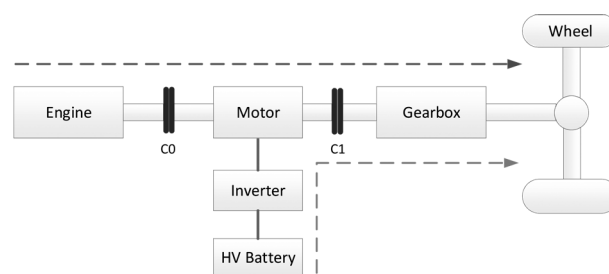 Wheel
Engine
Motor
Gearbox
C0
C1
Inverter
HV Battery